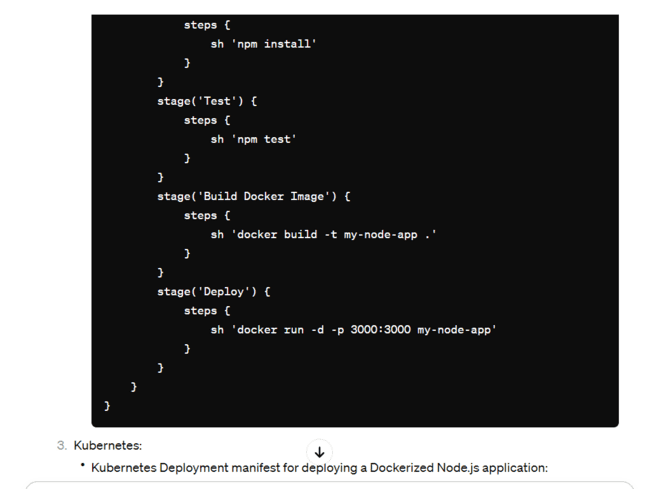 steps {
sh 'npm install'
}
}
stage('Test') {
steps {
sh 'npm test'
}
}
stage('Build Docker Image') {
steps {
sh 'docker build -t my-node-app .'
}
}
stage('Deploy') {
steps {
sh 'docker run -d -p 3000:3000 my-node-app'
}
}
}
}
3. Kubernetes:
• Kubernetes Deployment manifest for deploying a Dockerized Node.js application: